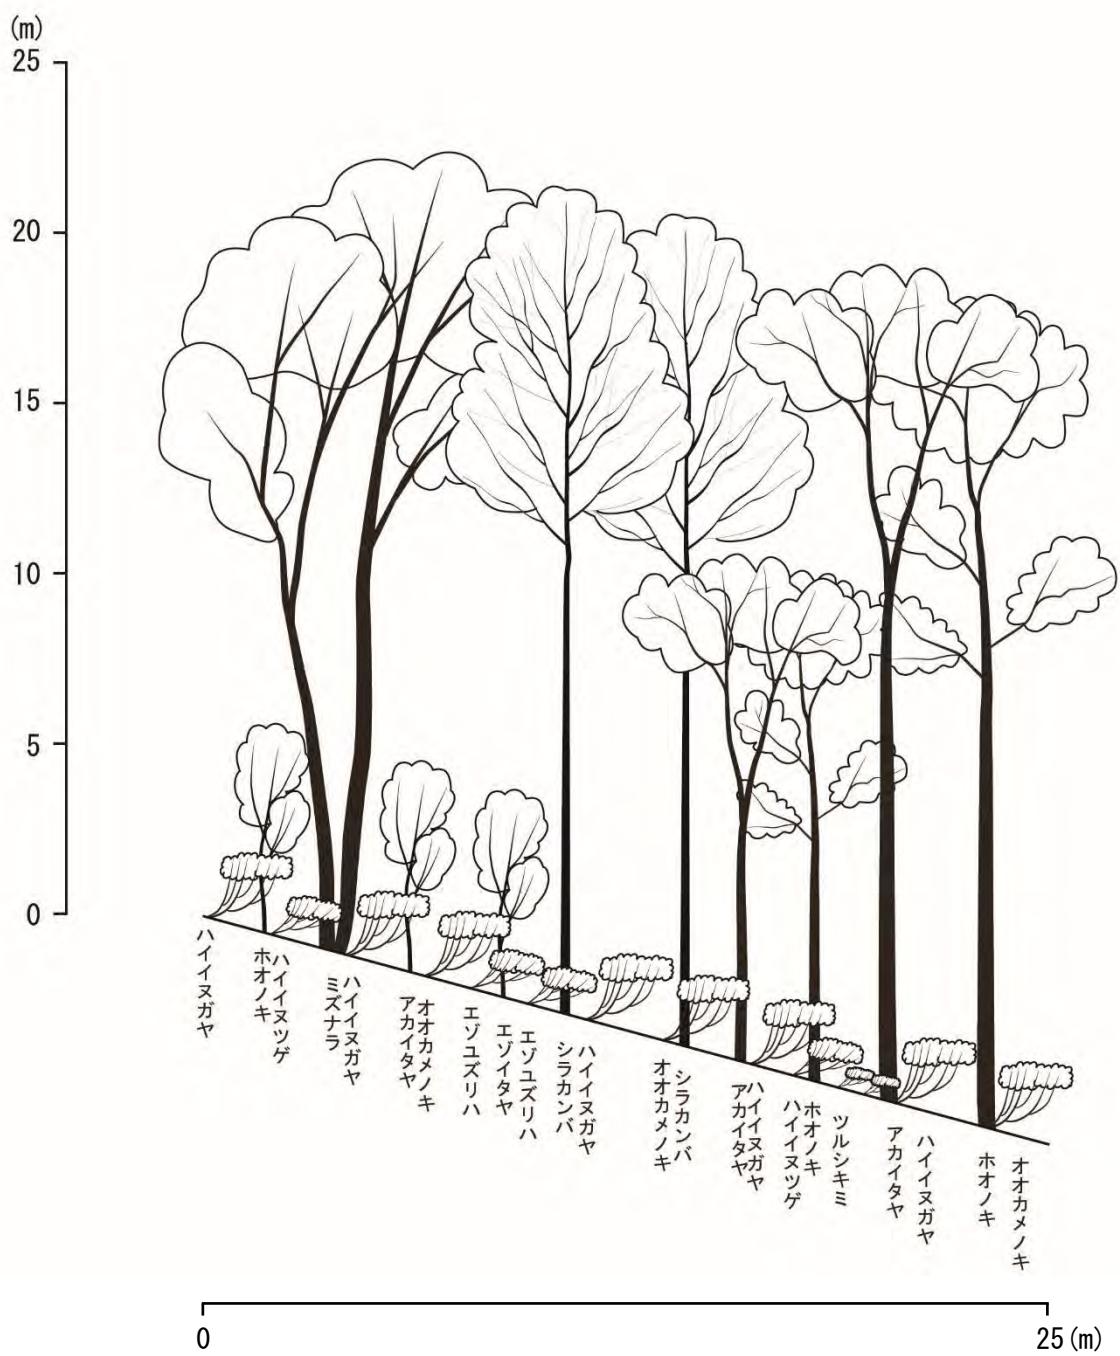 (m)
25
20
15
10
5
0
ハイイヌガヤ
ホオノキ
ハイイヌツゲ
ミズナラ
ハイイヌガヤ
アカイタヤ
オオカメノキ
エゾユズリハ
エゾイタヤ
エゾユズリハ
シラカンバ
ハイイヌガヤ
オオカメノキ
シラカンバ
アカイタヤ
ハイイヌガヤ
ハイイヌツゲ
ホオノキ
ツルシキミ
アカイタヤ
ハイイヌガヤ
ホオノキ
オオカメノキ
0
25(m)